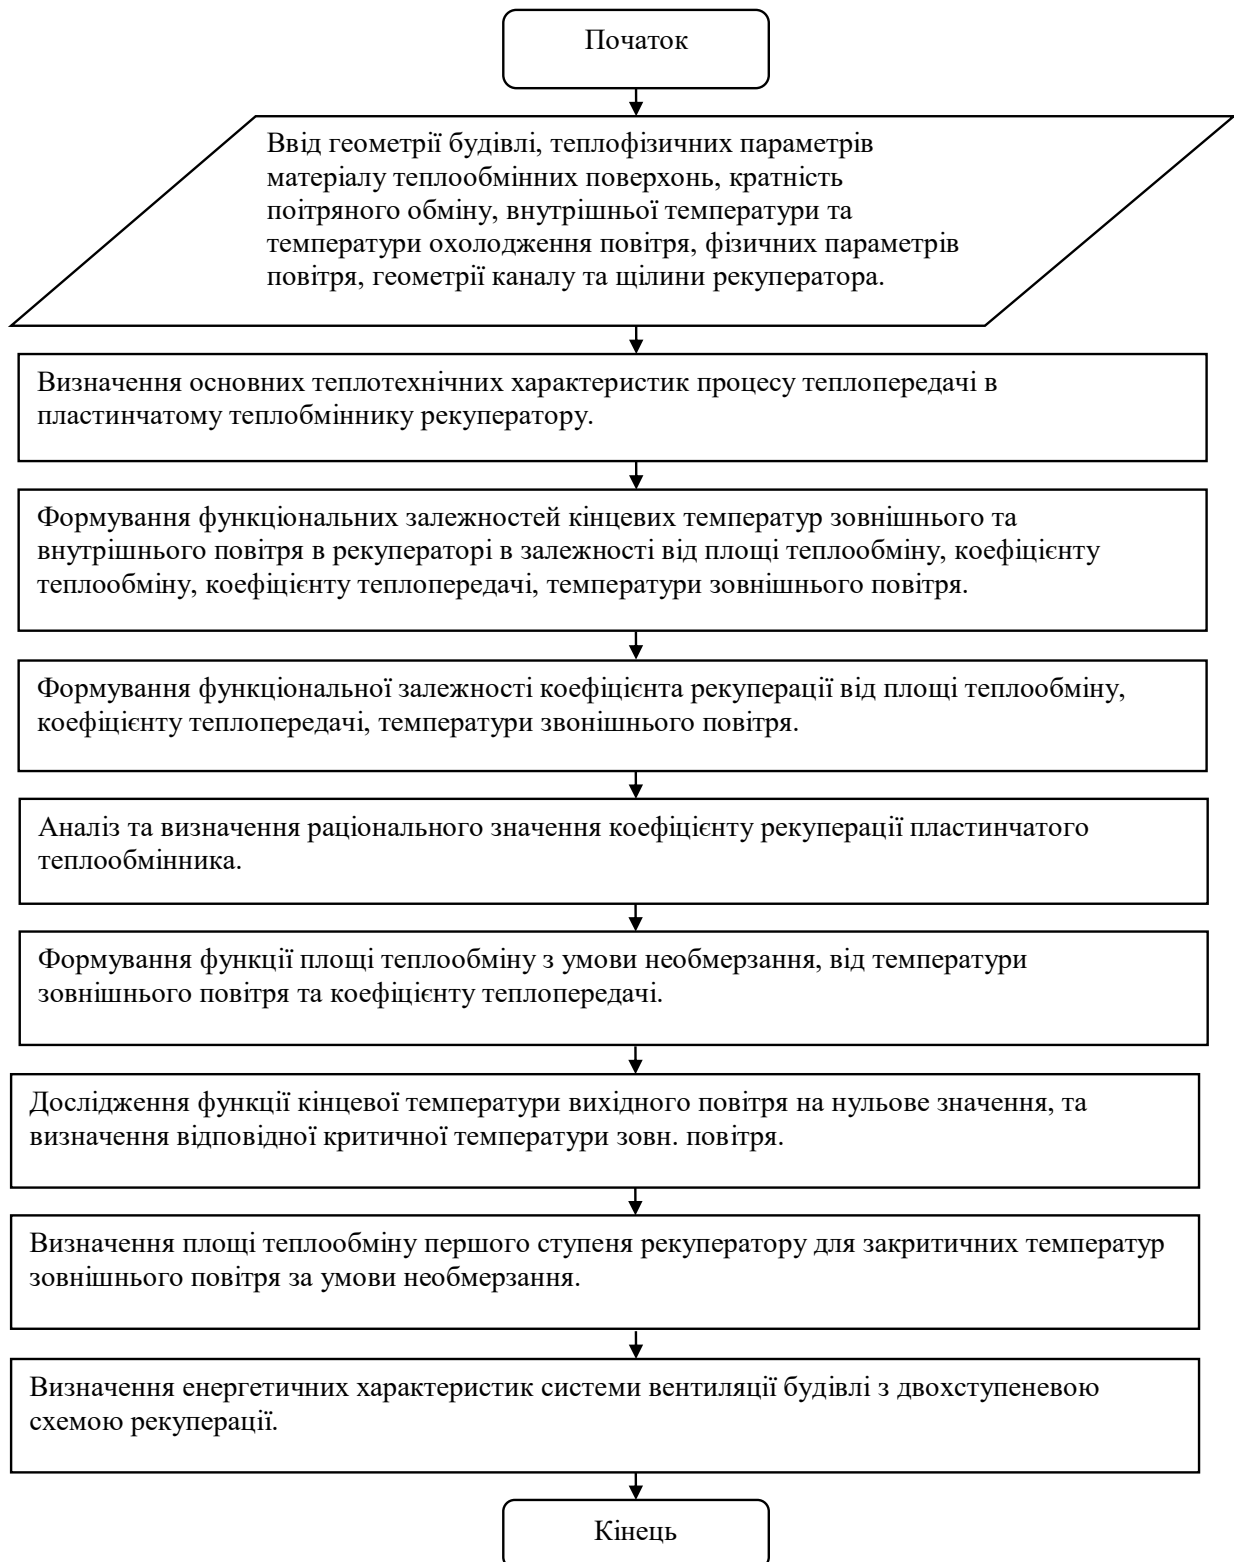 Початок
Ввід геометрії будівлі, теплофізичних параметрів
матеріалу теплообмінних поверхонь, кратність
поітряного обміну, внутрішньої температури та
температури охолодження повітря, фізичних параметрів
повітря, геометрії каналу та щілини рекуператора.
Визначення основних теплотехнічних характеристик процесу теплопередачі в
пластинчатому теплобміннику рекуператору.
Формування функціональних залежностей кінцевих температур зовнішнього та
внутрішнього повітря в рекуператорі в залежності від площі теплообміну, коефіцієнту
теплообміну, коефіцієнту теплопередачі, температури зовнішнього повітря.
Формування функціональної залежності коефіцієнта рекуперації від площі теплообміну,
коефіцієнту теплопередачі, температури звонішнього повітря.
Аналіз та визначення раціонального значення коефіцієнту рекуперації пластинчатого
теплообмінника.
Формування функції площі теплообміну з умови необмерзання, від температури
зовнішнього повітря та коефіцієнту теплопередачі.
Дослідження функції кінцевої температури вихідного повітря на нульове значення, та
визначення відповідної критичної температури зовн. повітря.
Визначення площі теплообміну першого ступеня рекуператору для закритичних температур
зовнішнього повітря за умови необмерзання.
Визначення енергетичних характеристик системи вентиляції будівлі з двохступеневою
схемою рекуперації.
Кінець